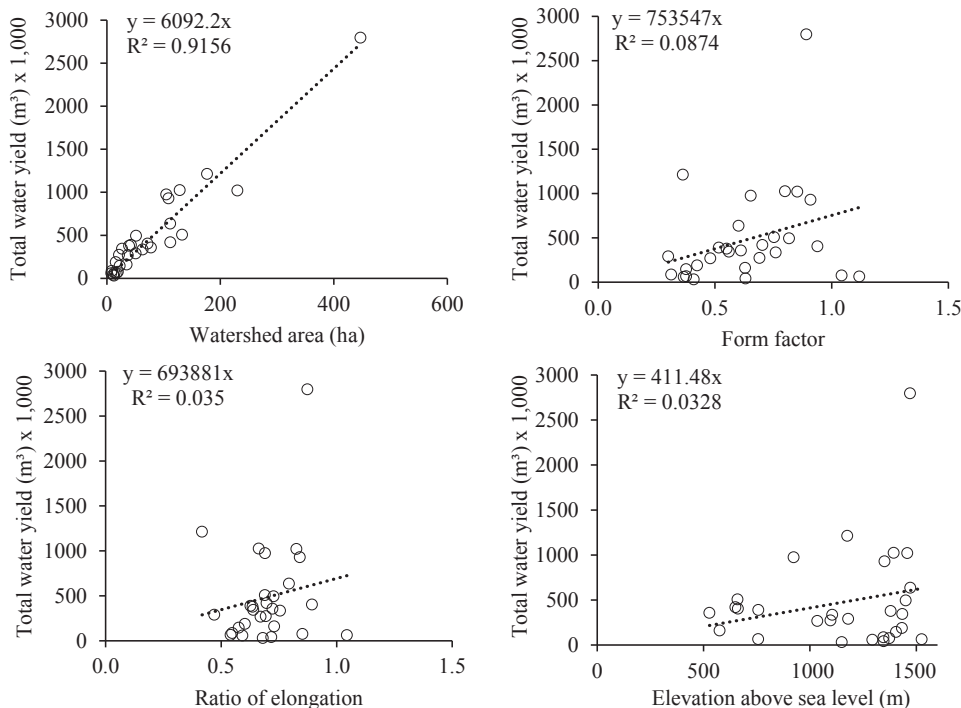 y = 6092.2x
R² = 0.9156
Total water yield (m³) x 1,000
3000
2500
2000
1500
1000
500
0
0 200 400 600
Watershed area (ha)
y = 753547x
R² = 0.0874
Total water yield (m³) x 1,000
3000
2500
2000
1500
1000
500
0
0.0 0.5 1.0 1.5
Form factor
y = 693881x
R² = 0.035
Total water yield (m³) x 1,000
3000
2500
2000
1500
1000
500
0
0.0 0.5 1.0 1.5
Ratio of elongation
y = 411.48x
R² = 0.0328
Total water yield (m³) x 1,000
3000
2500
2000
1500
1000
500
0
0 500 1000 1500
Elevation above sea level (m)